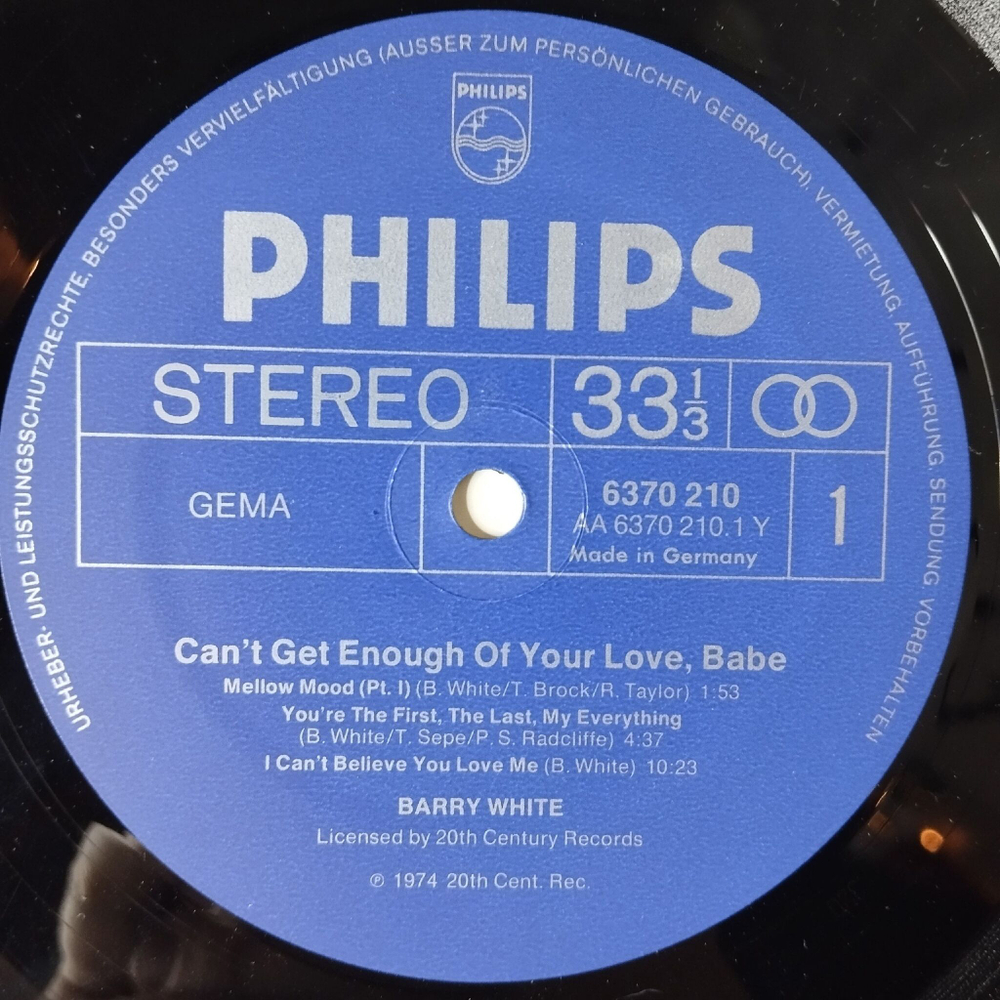 URHEBER- UND LEISTUNGSSCHUTZRECHTE, BESONDERS VERVIELFÄLTIGUNG (AUSSER ZUM PERSÖNLICHEN GEBRAUCH), VERMIETUNG, AUFFÜHRUNG, SENDUNG VORBEHALTEN
PHILIPS
PHILIPS
STEREO 33 1/3
GEMA
6370 210 1
AA 6370 210.1 Y
Made in Germany
Can't Get Enough Of Your Love, Babe
Mellow Mood (Pt. I) (B. White/T. Brock/R. Taylor) 1:53
You're The First, The Last, My Everything
(B. White/T. Sepe/P. S. Radcliffe) 4:37
I Can't Believe You Love Me (B. White) 10:23
BARRY WHITE
Licensed by 20th Century Records
℗ 1974 20th Cent. Rec.